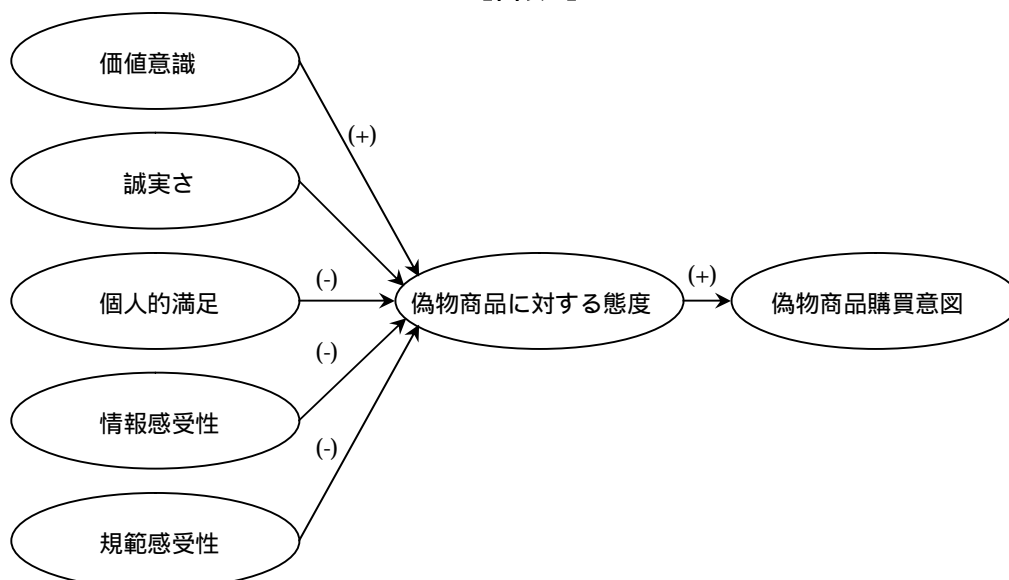 価値意識
(+)
誠実さ
個人的満足
(-)
偽物商品に対する態度
(+)
偽物商品購買意図
(-)
情報感受性
(-)
規範感受性